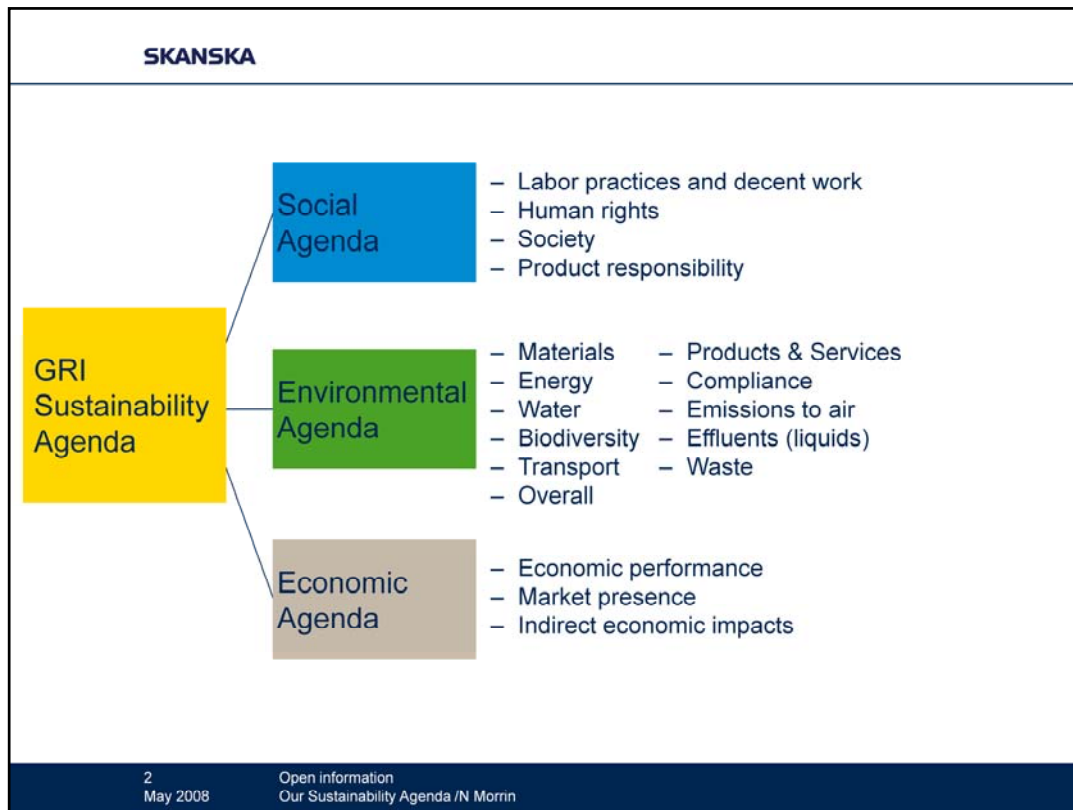 SKANSKA
GRI
Sustainability
Agenda
Social
Agenda
– Labor practices and decent work
– Human rights
– Society
– Product responsibility
Environmental
Agenda
– Materials
– Energy
– Water
– Biodiversity
– Transport
– Overall
– Products & Services
– Compliance
– Emissions to air
– Effluents (liquids)
– Waste
Economic
Agenda
– Economic performance
– Market presence
– Indirect economic impacts
2
May 2008
Open information
Our Sustainability Agenda /N Morrin